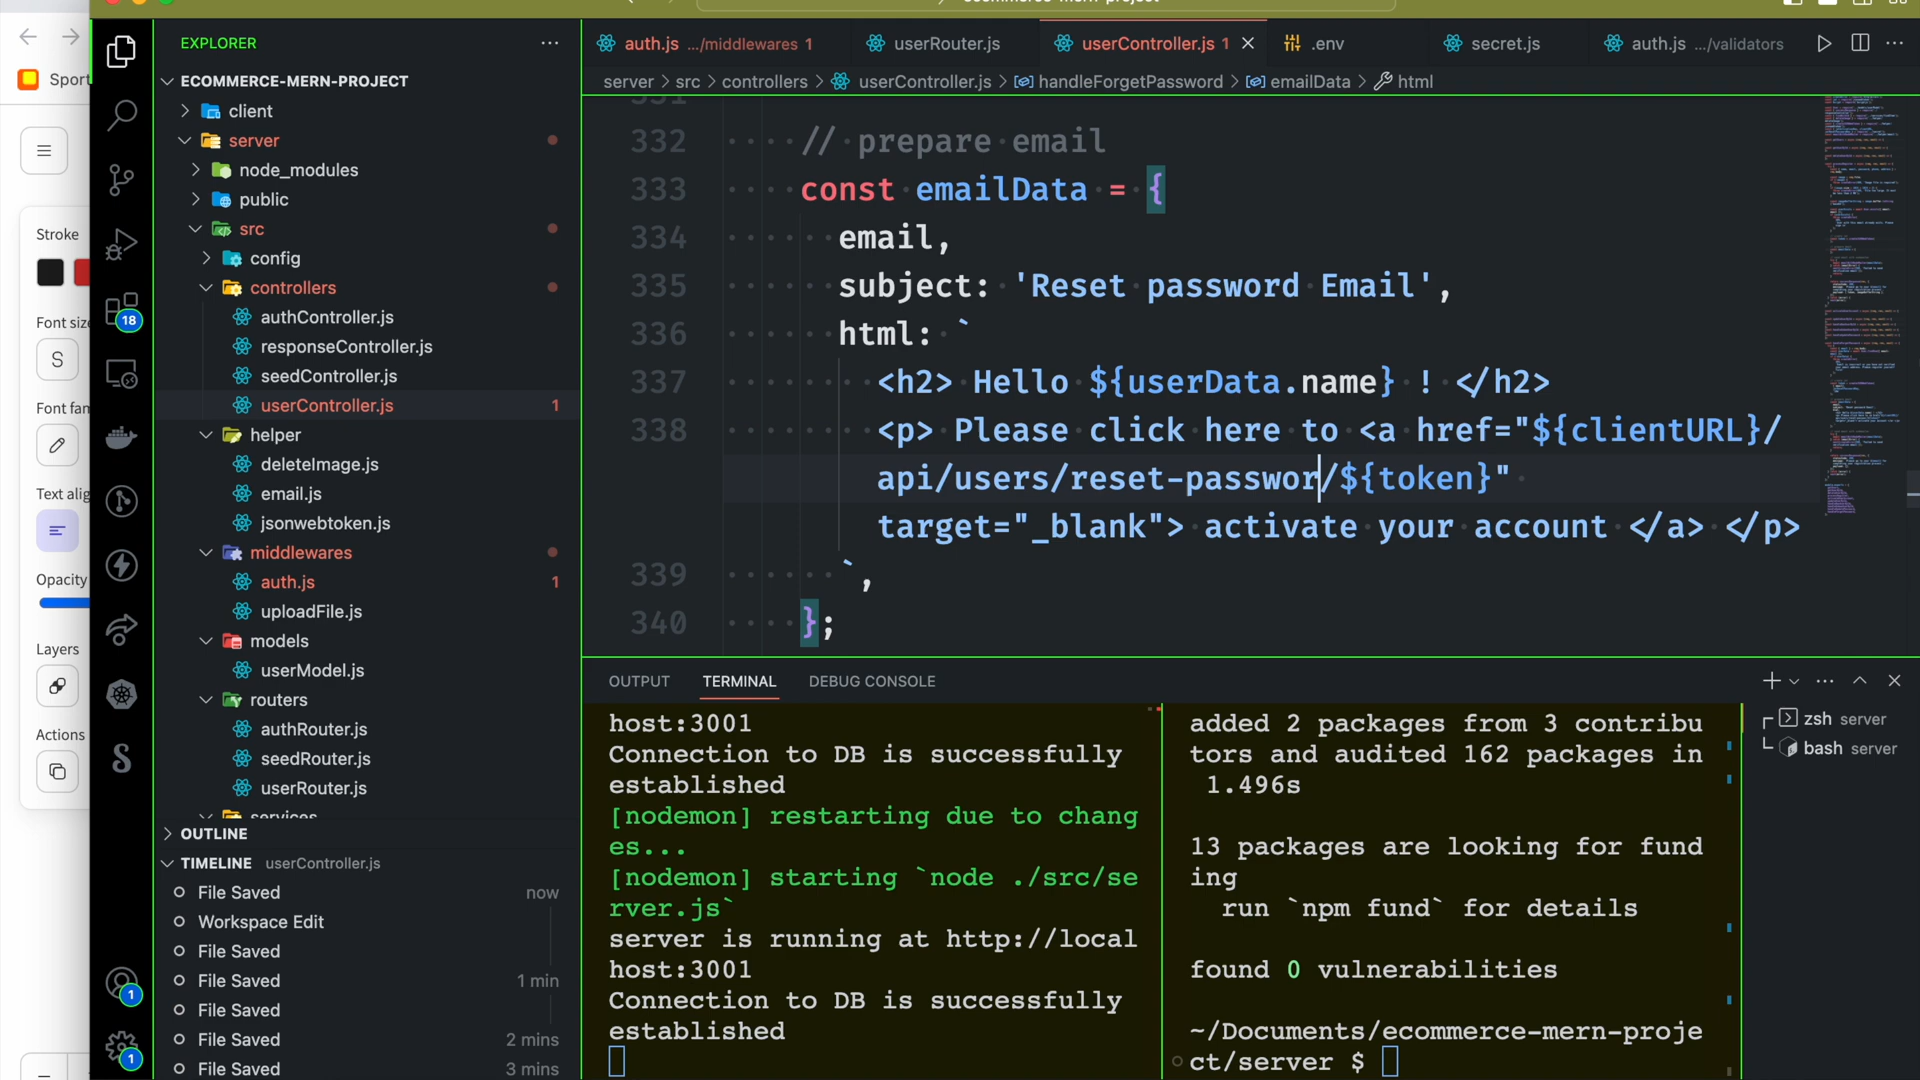 ecommerce-mern-project
Sport
EXPLORER
ECOMMERCE-MERN-PROJECT
client
server
node_modules
public
src
config
controllers
authController.js
responseController.js
seedController.js
userController.js 1
helper
deleteImage.js
email.js
jsonwebtoken.js
middlewares
auth.js 1
uploadFile.js
models
userModel.js
routers
authRouter.js
seedRouter.js
userRouter.js
services
OUTLINE
TIMELINE userController.js
File Saved now
Workspace Edit
File Saved
File Saved 1 min
File Saved
File Saved 2 mins
File Saved 3 mins
18
1
1
Stroke
Font size
S
Font fam
Text alig
Opacity
Layers
Actions
auth.js .../middlewares 1
userRouter.js
userController.js 1
.env
secret.js
auth.js .../validators
server > src > controllers > userController.js > handleForgetPassword > emailData > html
331
332 // prepare email
333 const emailData = {
334 email,
335 subject: 'Reset password Email',
336 html: `
337 <h2> Hello ${userData.name} ! </h2>
338 <p> Please click here to <a href="${clientURL}/
api/users/reset-passwor/${token}"
target="_blank"> activate your account </a> </p>
339 `,
340 };
OUTPUT TERMINAL DEBUG CONSOLE
host:3001
Connection to DB is successfully
established
[nodemon] restarting due to chang
es...
[nodemon] starting `node ./src/se
rver.js`
server is running at http://local
host:3001
Connection to DB is successfully
established
added 2 packages from 3 contribu
tors and audited 162 packages in
1.496s
13 packages are looking for fund
ing
run `npm fund` for details
found 0 vulnerabilities
~/Documents/ecommerce-mern-proje
ct/server $
zsh server
bash server